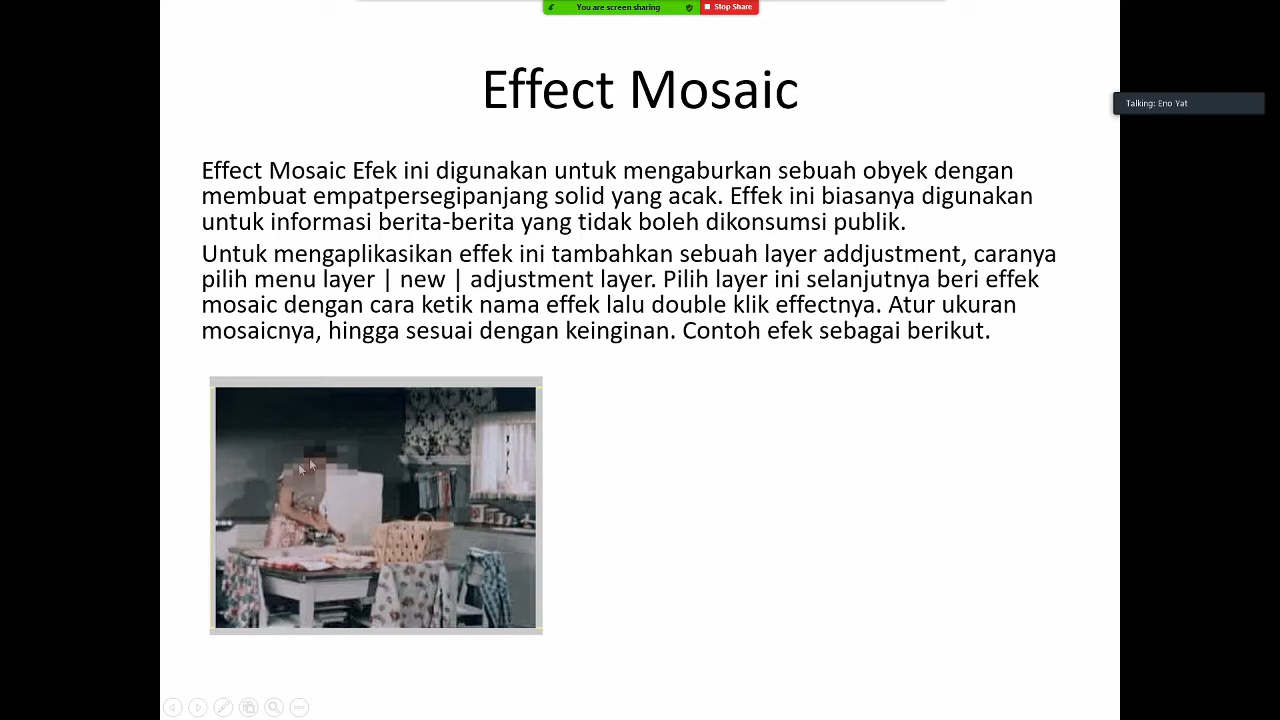 You are screen sharing
Stop Share
Effect Mosaic
Talking: Eno Yat
Effect Mosaic Efek ini digunakan untuk mengaburkan sebuah obyek dengan
membuat empatpersegipanjang solid yang acak. Effek ini biasanya digunakan
untuk informasi berita-berita yang tidak boleh dikonsumsi publik.
Untuk mengaplikasikan effek ini tambahkan sebuah layer addjustment, caranya
pilih menu layer | new | adjustment layer. Pilih layer ini selanjutnya beri effek
mosaic dengan cara ketik nama effek lalu double klik effectnya. Atur ukuran
mosaicnya, hingga sesuai dengan keinginan. Contoh efek sebagai berikut.